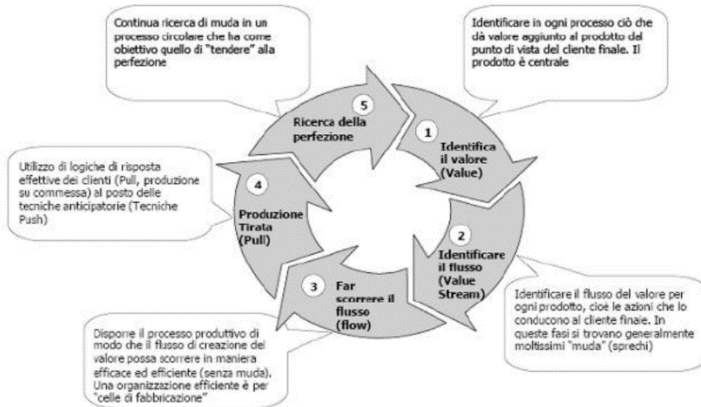 Continua ricerca di muda in un
processo circolare che ha come
obiettivo quello di "tendere" alla
perfezione
Identificare in ogni processo ciò che
dà valore aggiunto al prodotto dal
punto di vista del cliente finale. Il
prodotto è centrale
5
Ricerca della
perfezione
1
Identifica
il valore
(Value)
Utilizzo di logiche di risposta
effettive dei clienti (Pull, produzione
su commessa) al posto delle
tecniche anticipatorie (Tecniche
Push)
4
Produzione
Tirata
(Pull)
2
Identificare
il flusso
(Value
Stream)
3
Far
scorrere il
flusso
(flow)
Identificare il flusso del valore per
ogni prodotto, cioè le azioni che lo
conducono al cliente finale. In
queste fasi si trovano generalmente
moltissimi "muda" (sprechi)
Disporre il processo produttivo di
modo che il flusso di creazione del
valore possa scorrere in maniera
efficace ed efficiente (senza muda).
Una organizzazione efficiente è per
"celle di fabbricazione"